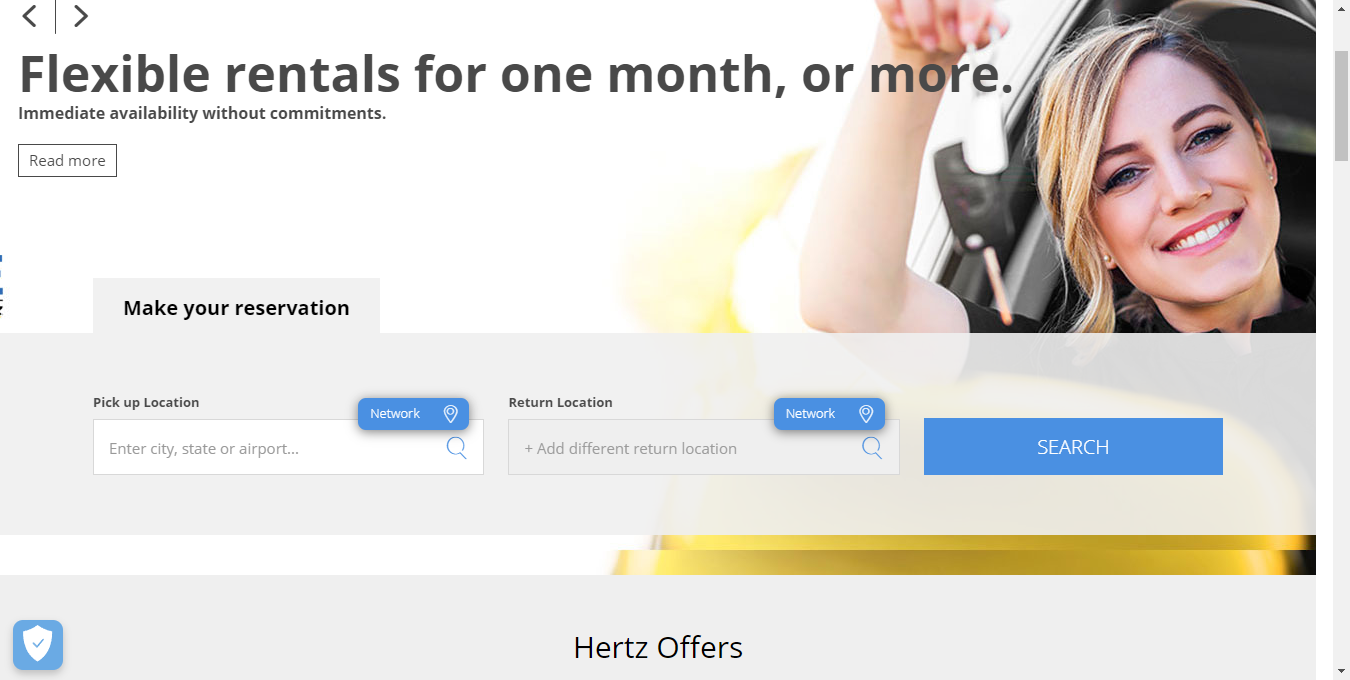 Flexible rentals for one month, or more.
Immediate availability without commitments.
Read more
Make your reservation
Pick up Location
Network
Enter city, state or airport...
Return Location
Network
+ Add different return location
SEARCH
Hertz Offers